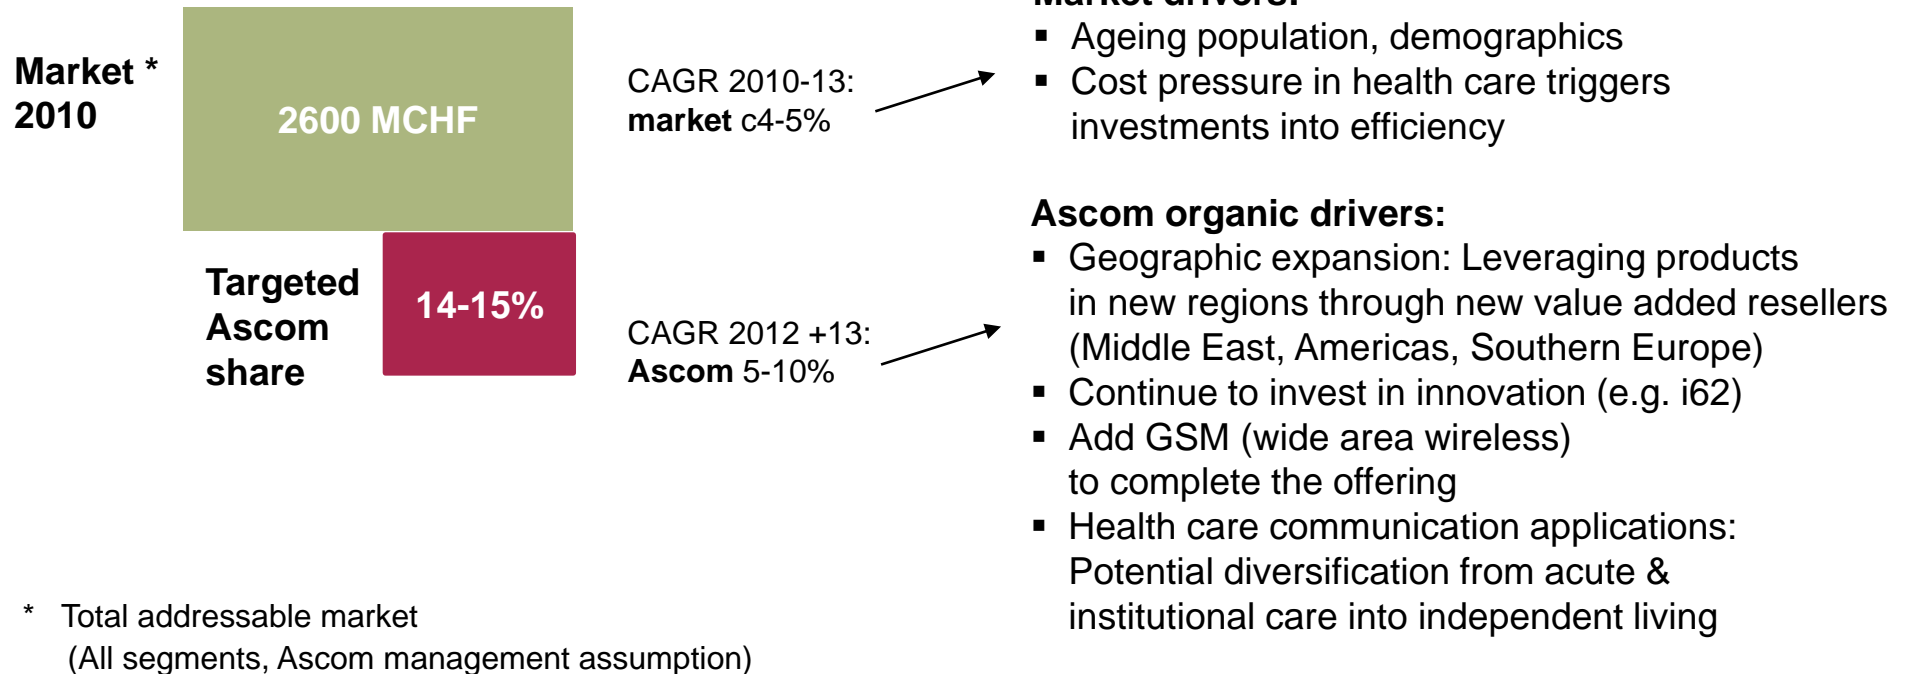 Market drivers:
▪ Ageing population, demographics
▪ Cost pressure in health care triggers
investments into efficiency
Market *
2010
2600 MCHF
CAGR 2010-13:
market c4-5%
Targeted
Ascom
share
14-15%
CAGR 2012 +13:
Ascom 5-10%
Ascom organic drivers:
▪ Geographic expansion: Leveraging products
in new regions through new value added resellers
(Middle East, Americas, Southern Europe)
▪ Continue to invest in innovation (e.g. i62)
▪ Add GSM (wide area wireless)
to complete the offering
▪ Health care communication applications:
Potential diversification from acute &
institutional care into independent living
* Total addressable market
(All segments, Ascom management assumption)